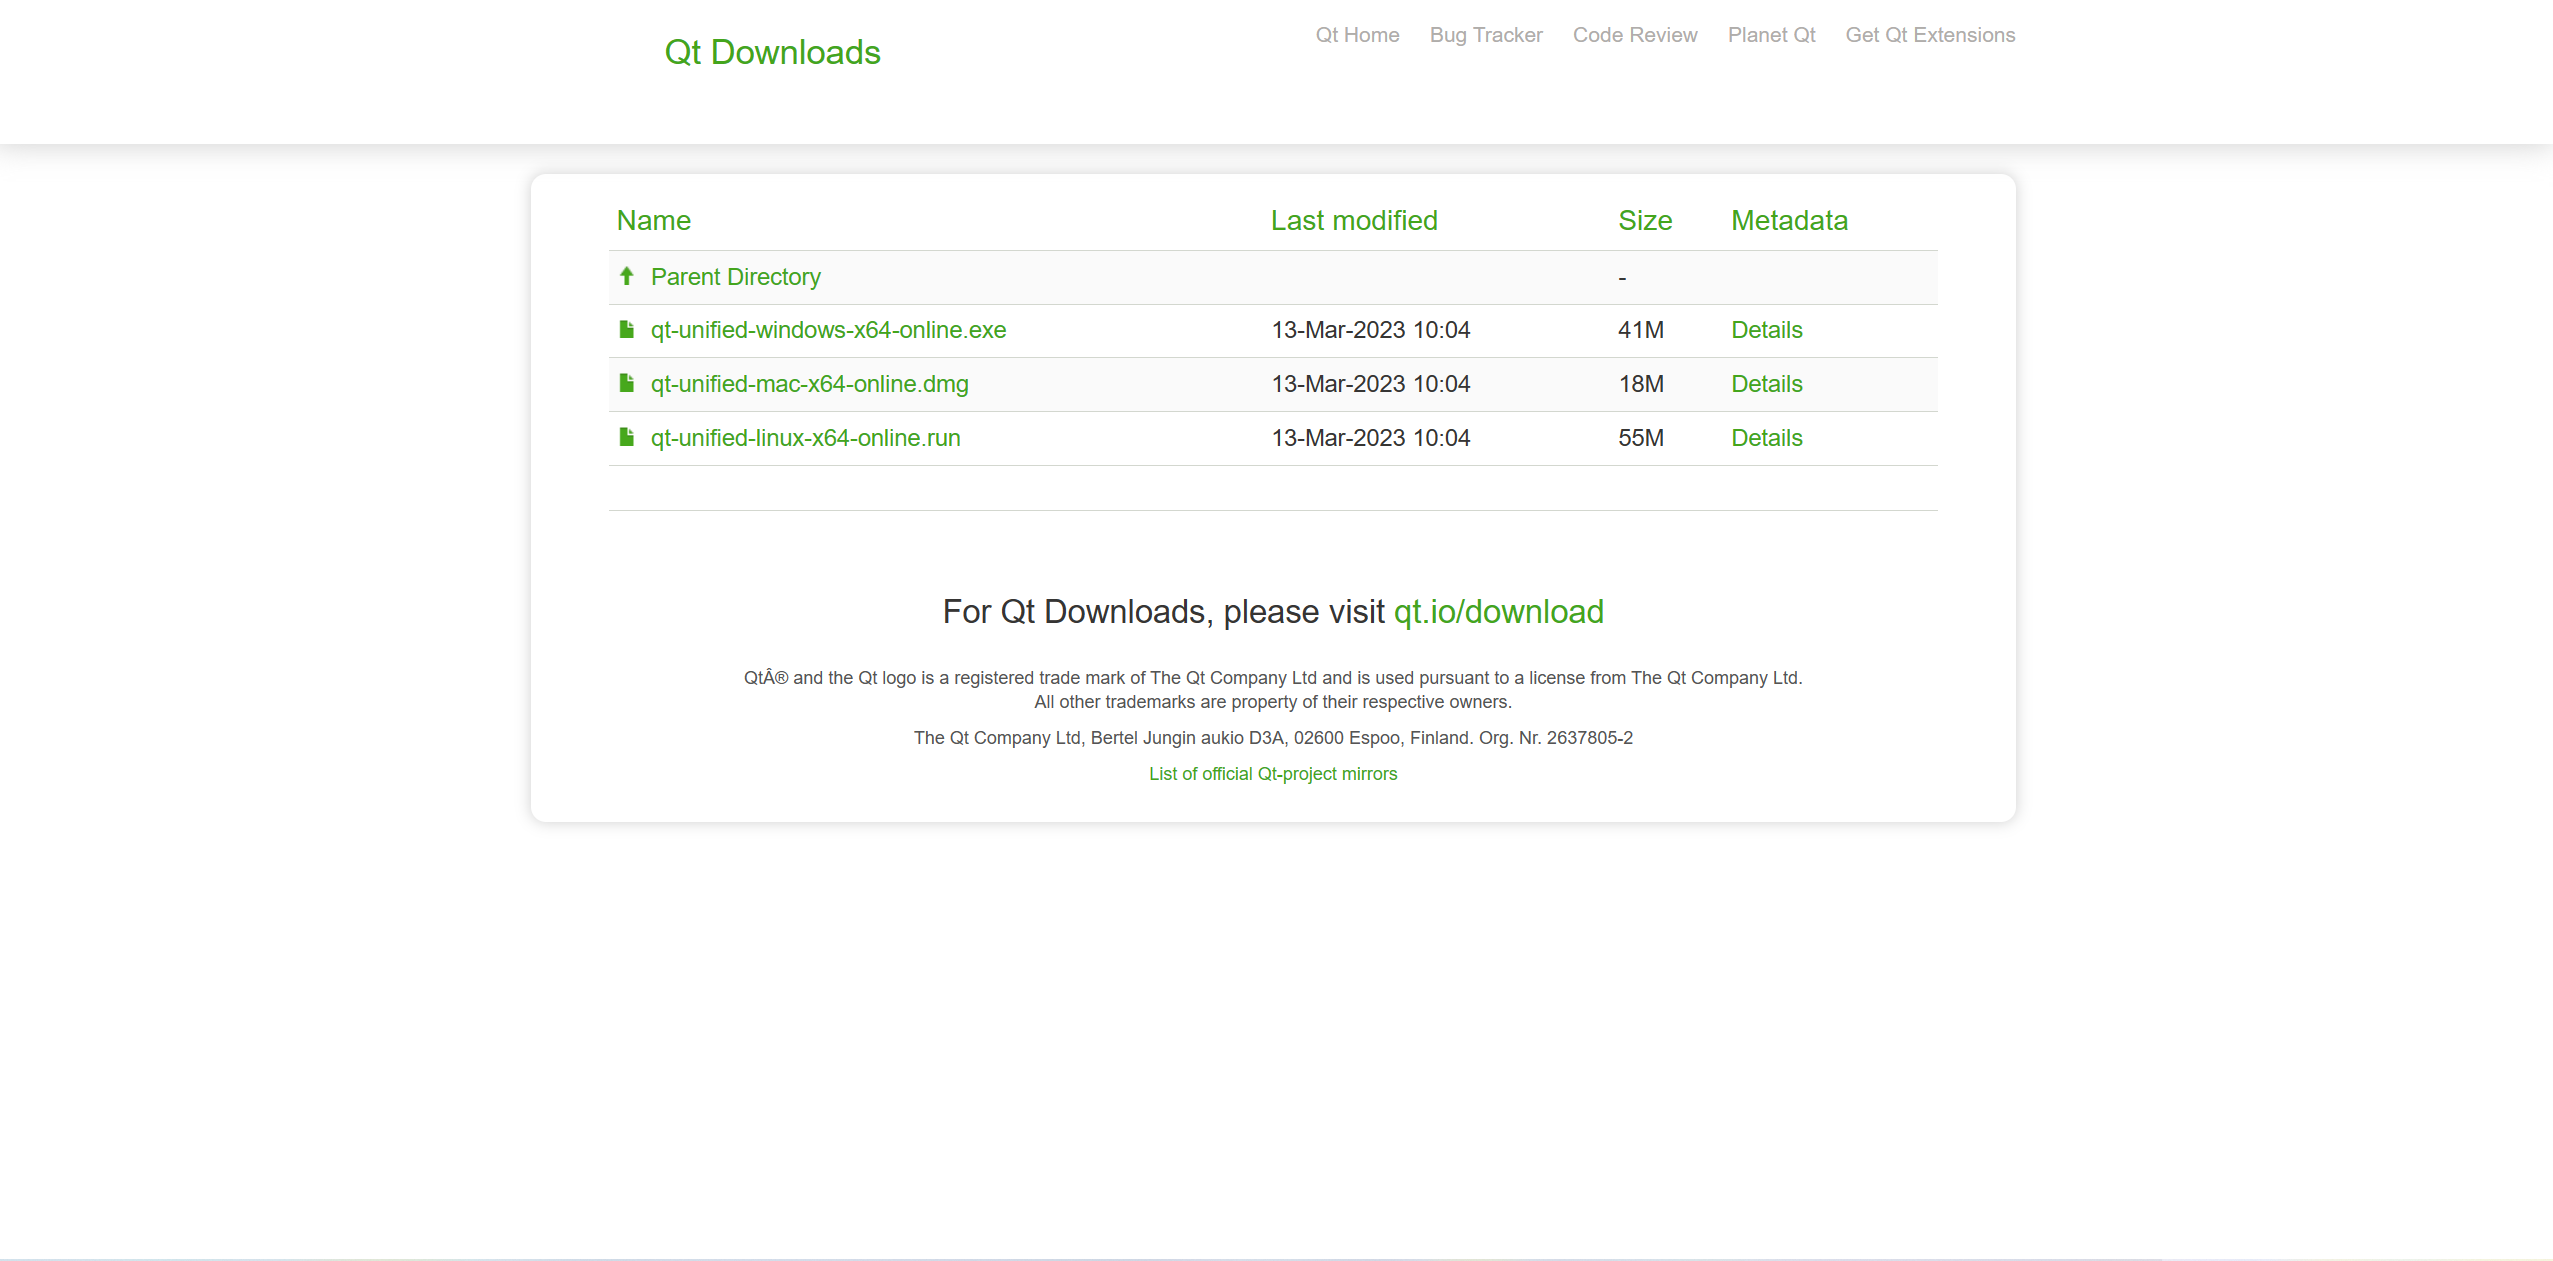 Qt Downloads
Qt Home Bug Tracker Code Review Planet Qt Get Qt Extensions
Name Last modified Size Metadata
Parent Directory -
qt-unified-windows-x64-online.exe 13-Mar-2023 10:04 41M Details
qt-unified-mac-x64-online.dmg 13-Mar-2023 10:04 18M Details
qt-unified-linux-x64-online.run 13-Mar-2023 10:04 55M Details
For Qt Downloads, please visit qt.io/download
QtÂ® and the Qt logo is a registered trade mark of The Qt Company Ltd and is used pursuant to a license from The Qt Company Ltd.
All other trademarks are property of their respective owners.
The Qt Company Ltd, Bertel Jungin aukio D3A, 02600 Espoo, Finland. Org. Nr. 2637805-2
List of official Qt-project mirrors